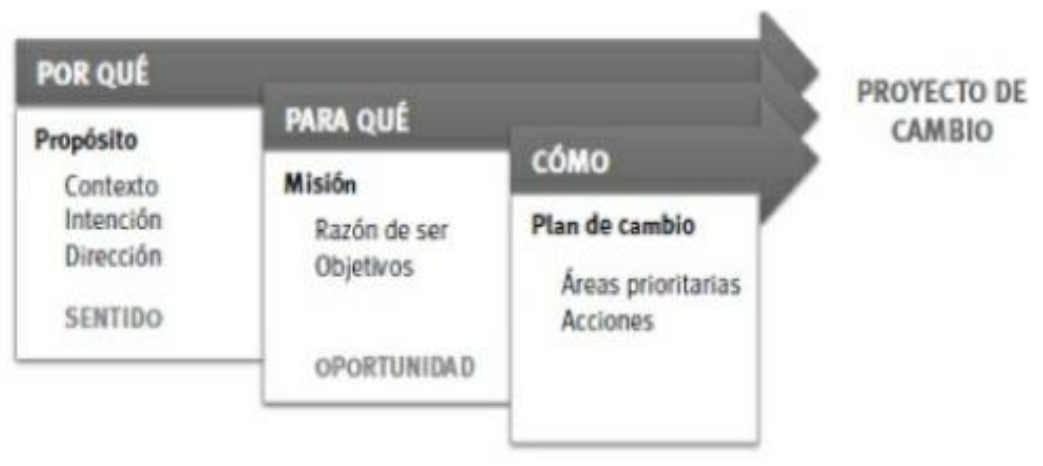 POR QUÉ
Propósito
Contexto
Intención
Dirección
SENTIDO
PARA QUÉ
Misión
Razón de ser
Objetivos
OPORTUNIDAD
CÓMO
Plan de cambio
Áreas prioritarias
Acciones
PROYECTO DE
CAMBIO